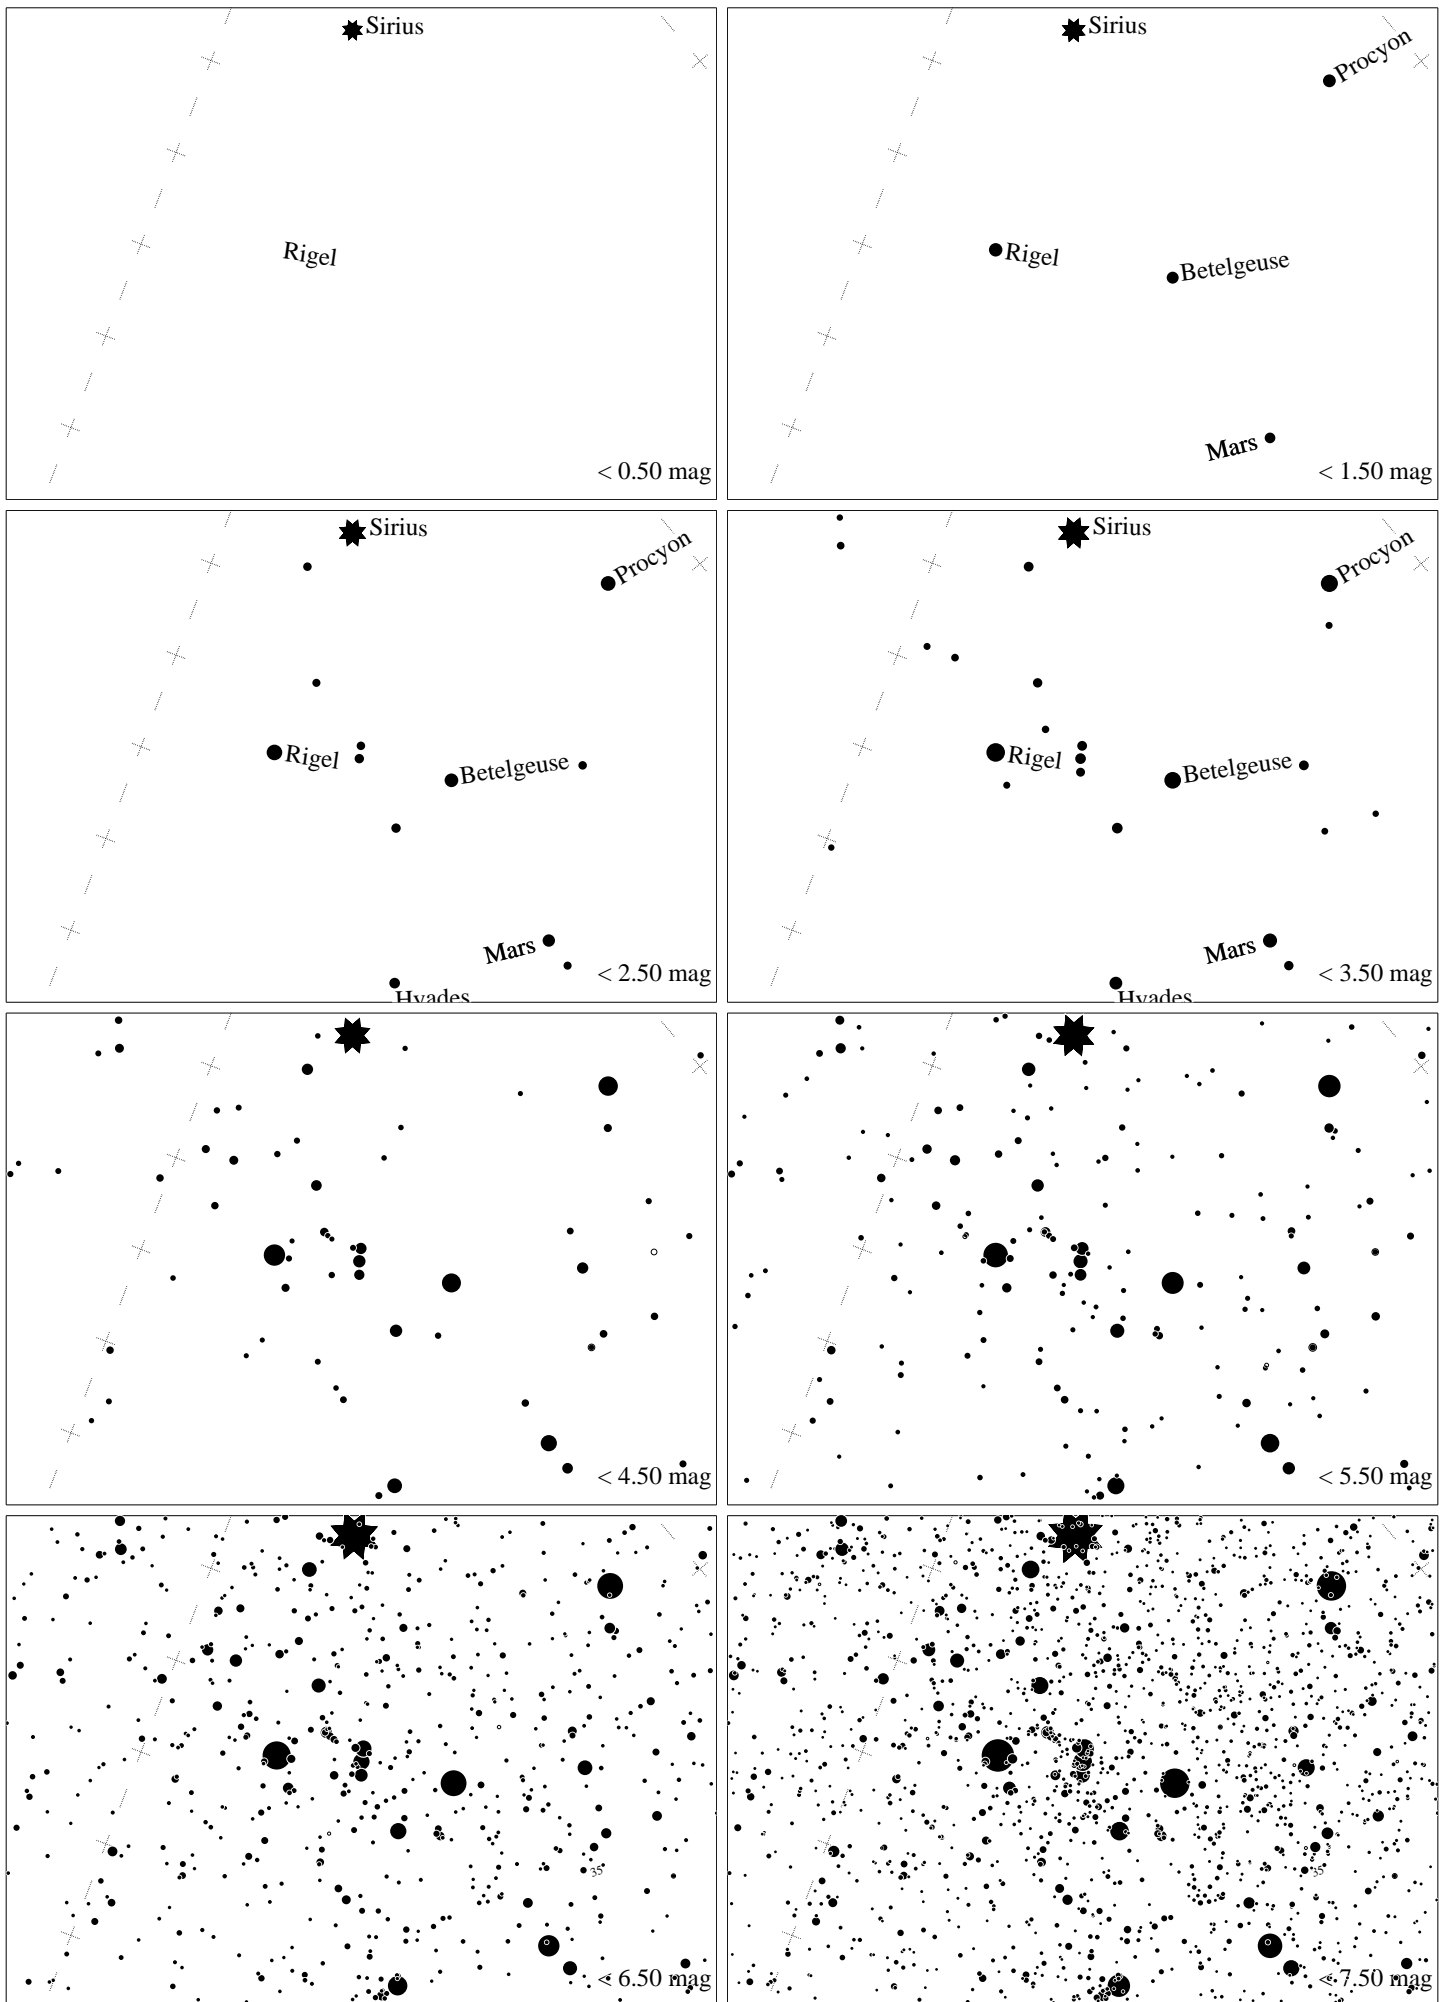 Sirius
Rigel
< 0.50 mag
Sirius
Procyon
Rigel
Betelgeuse
Mars
< 1.50 mag
Sirius
Procyon
Rigel
Betelgeuse
Mars
< 2.50 mag
Hyades
Sirius
Procyon
Rigel
Betelgeuse
Mars
< 3.50 mag
Hyades
< 4.50 mag
< 5.50 mag
35
< 6.50 mag
35
< 7.50 mag